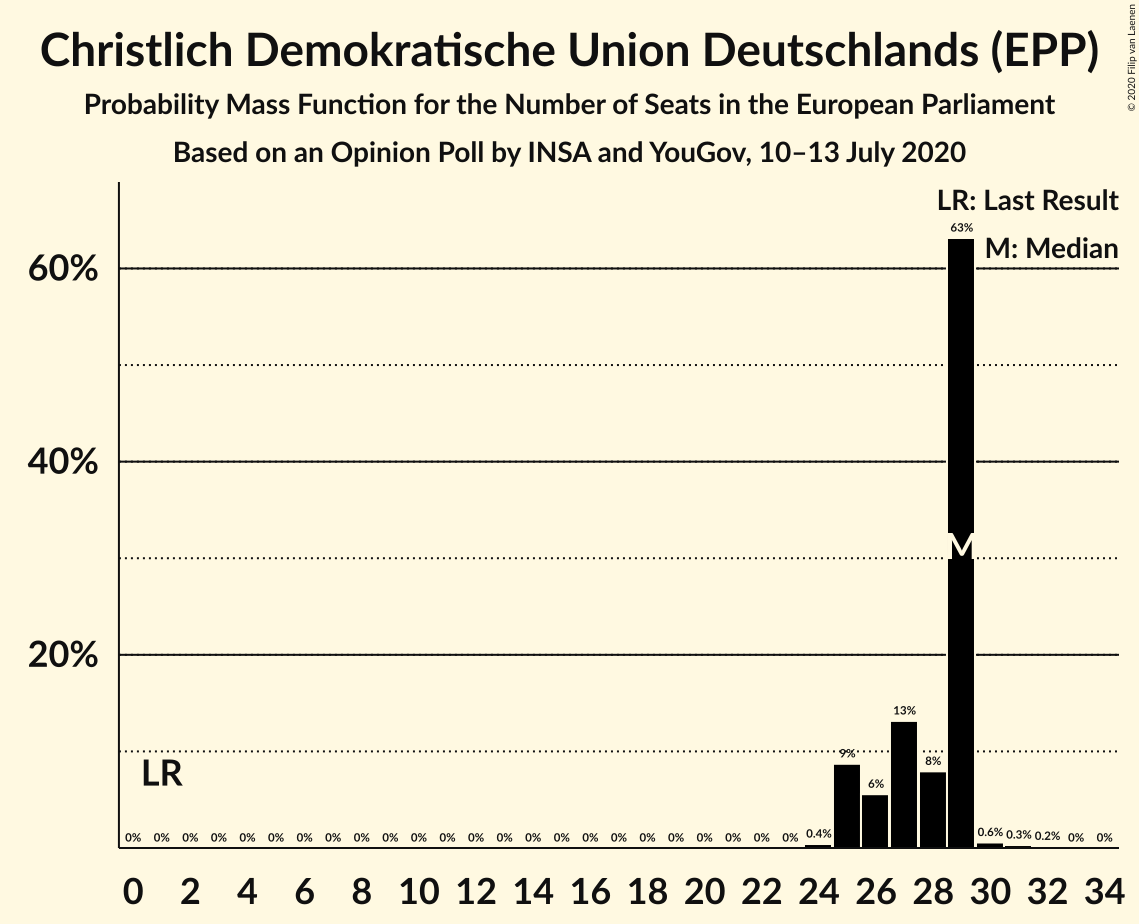 Christlich Demokratische Union Deutschlands (EPP)
Probability Mass Function for the Number of Seats in the European Parliament
Based on an Opinion Poll by INSA and YouGov, 10–13 July 2020
© 2020 Filip van Laenen
LR: Last Result
M: Median
63%
60%
40%
M
20%
13%
9%
8%
6%
LR
0% 0% 0% 0% 0% 0% 0% 0% 0% 0% 0% 0% 0% 0% 0% 0% 0% 0% 0% 0% 0% 0% 0% 0% 0.4% 0.6% 0.3% 0.2% 0% 0%
0 2 4 6 8 10 12 14 16 18 20 22 24 26 28 30 32 34